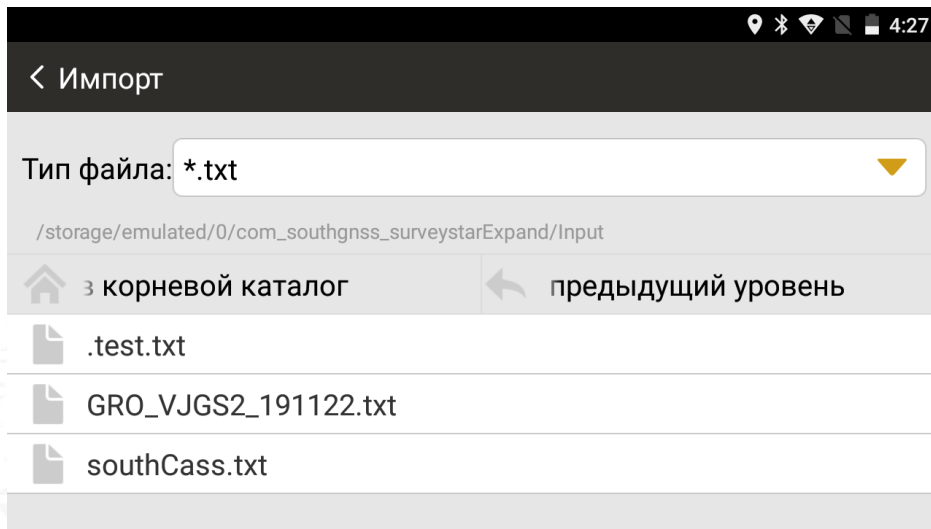 4:27
Импорт
Тип файла: *.txt
/storage/emulated/0/com_southgnss_surveystarExpand/Input
в корневой каталог предыдущий уровень
.test.txt
GRO_VJGS2_191122.txt
southCass.txt